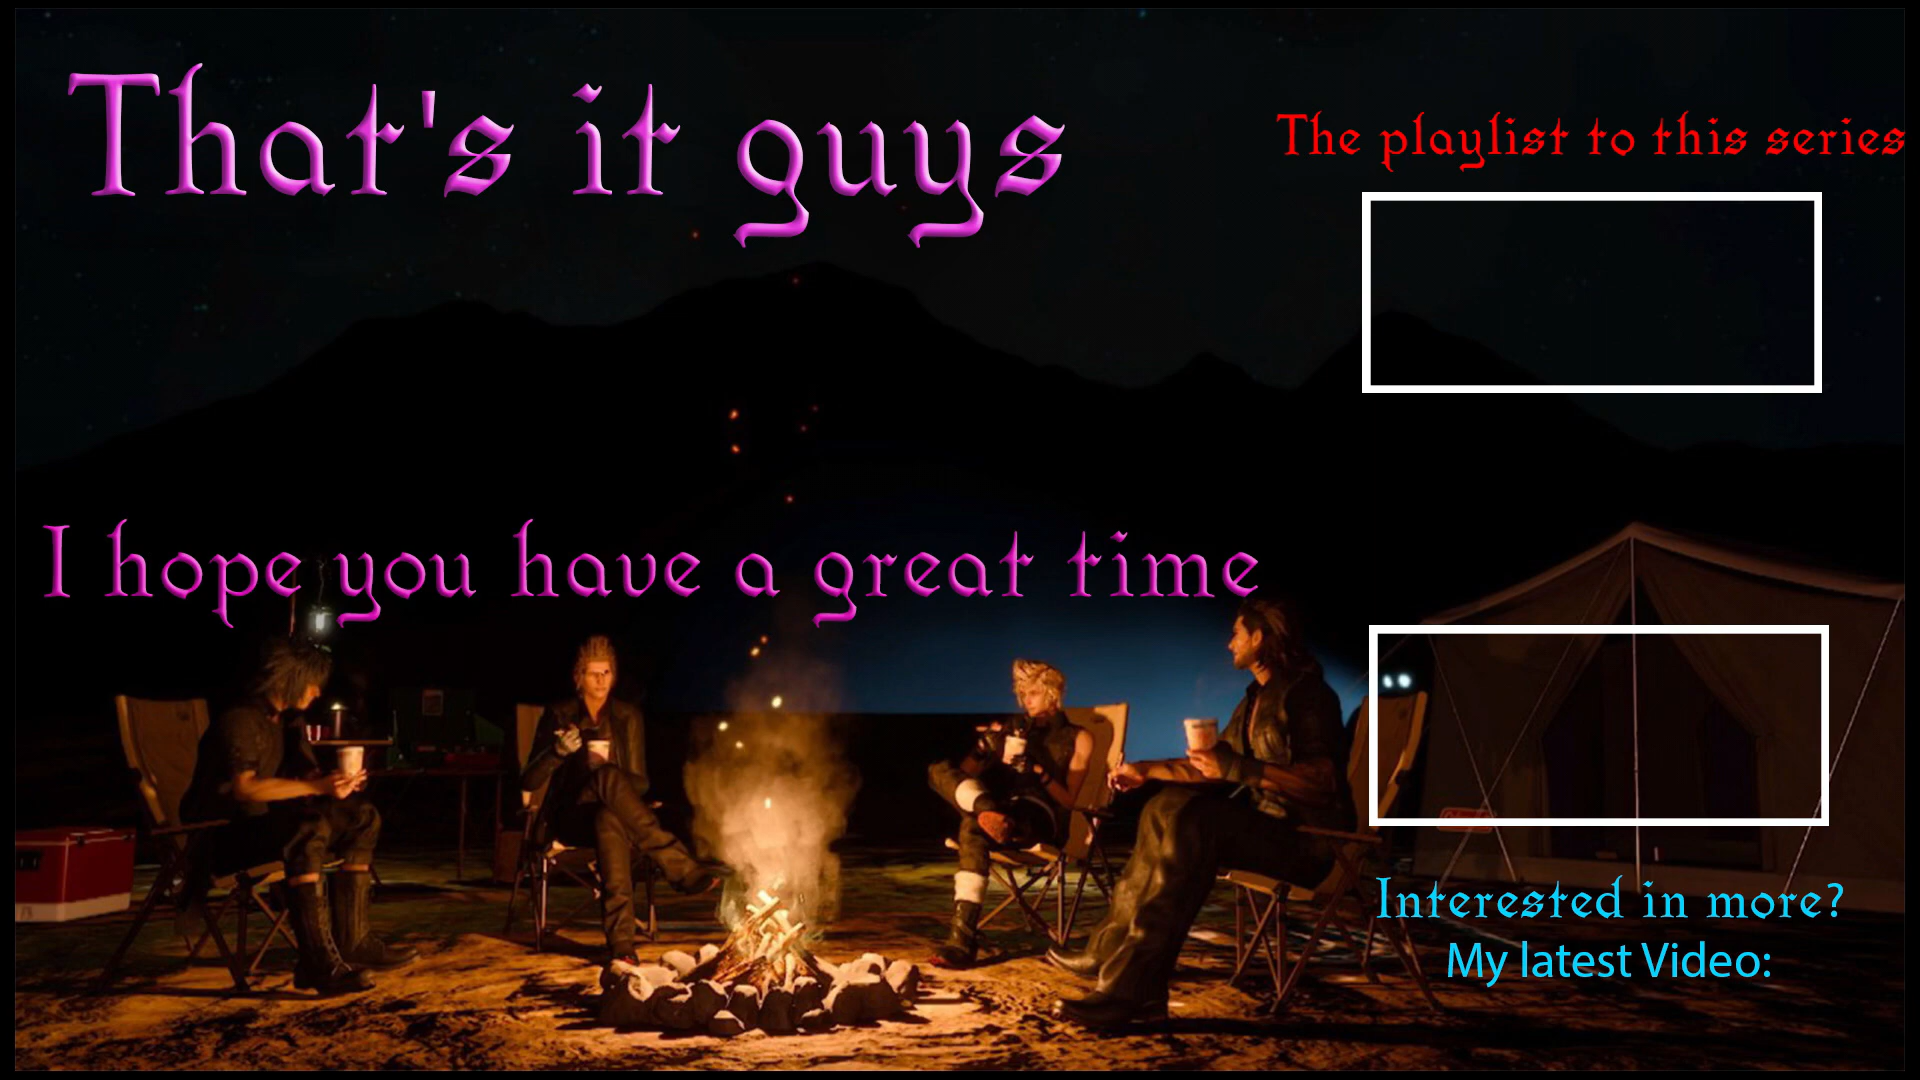 That's it guys
The playlist to this series
I hope you have a great time
Interested in more?
My latest Video: